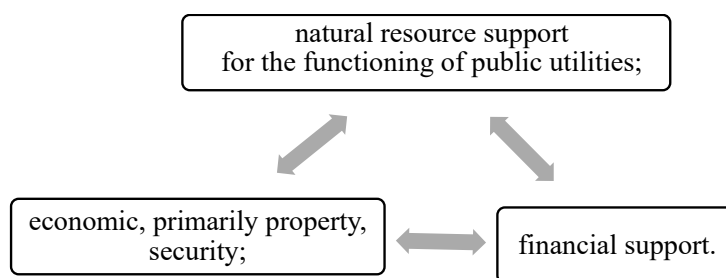 natural resource support
for the functioning of public utilities;
economic, primarily property,
security;
financial support.